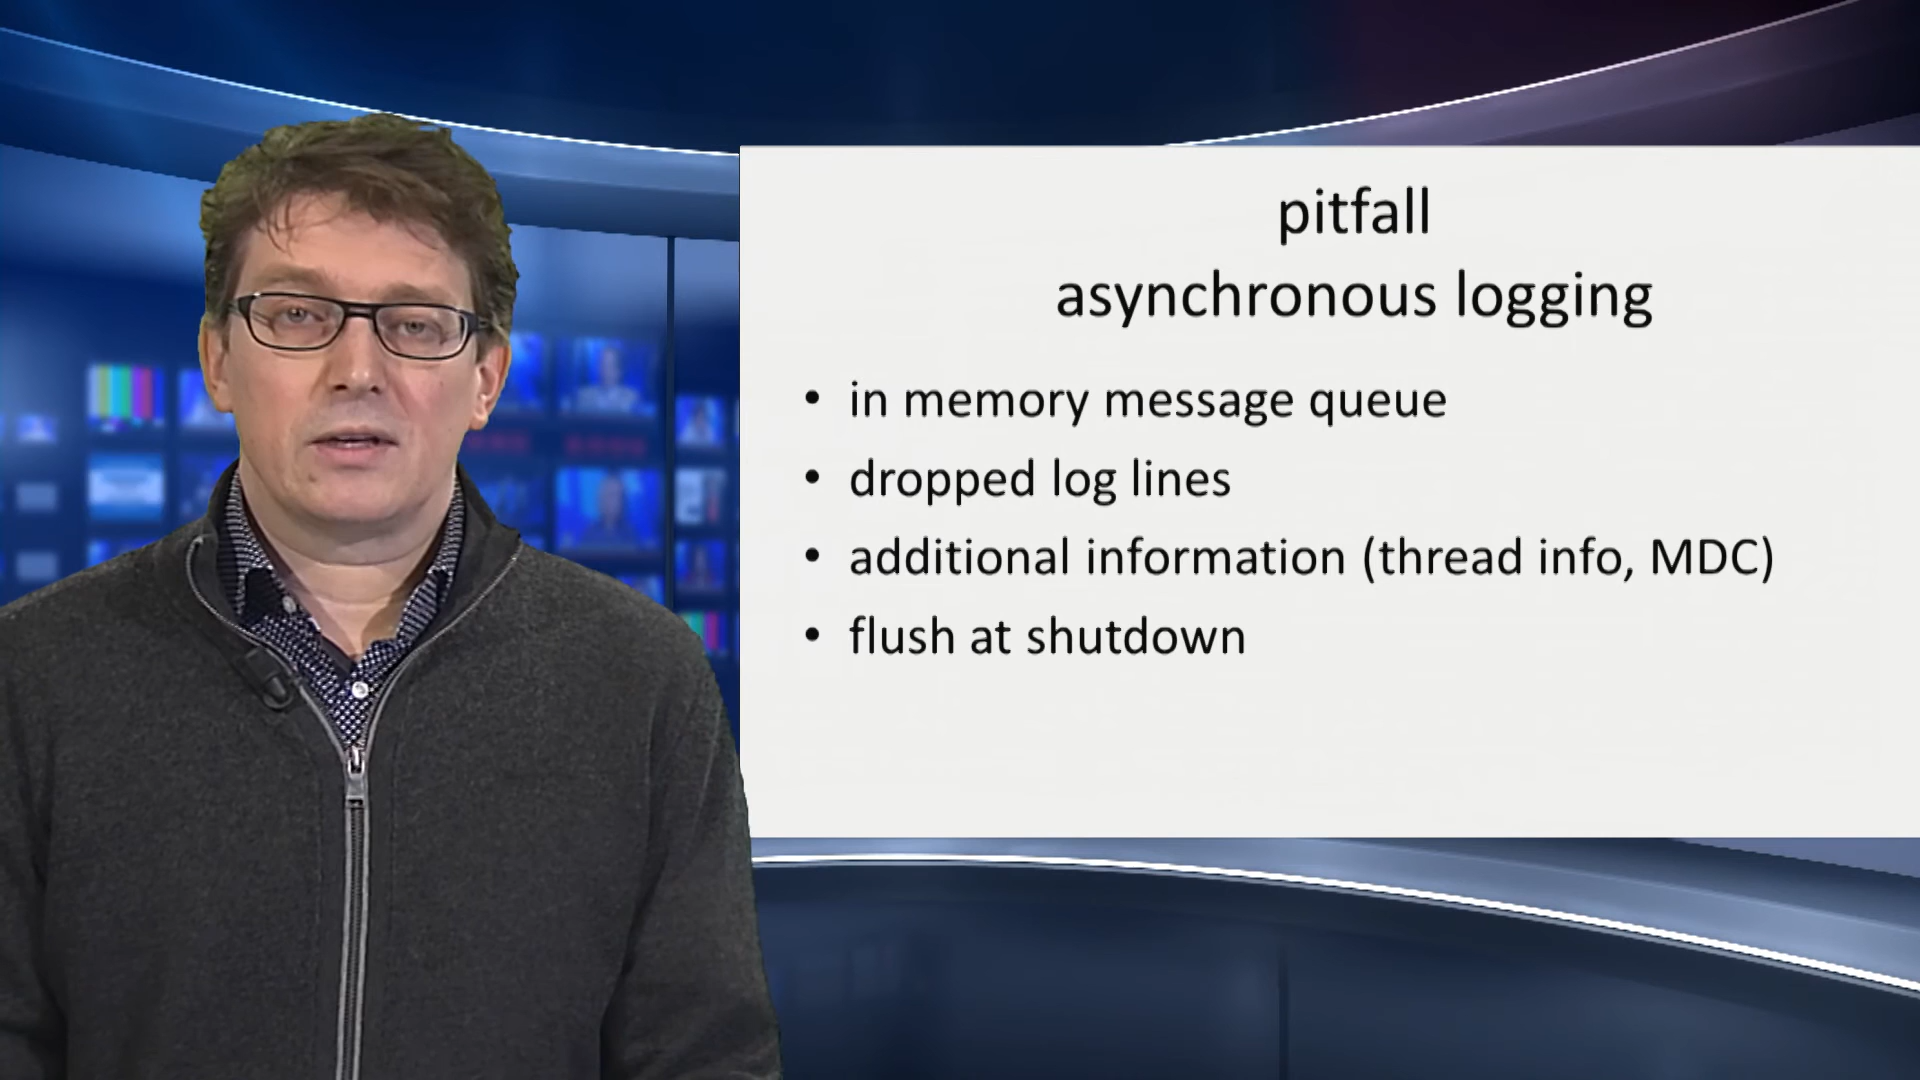 pitfall
asynchronous logging
• in memory message queue
• dropped log lines
• additional information (thread info, MDC)
• flush at shutdown